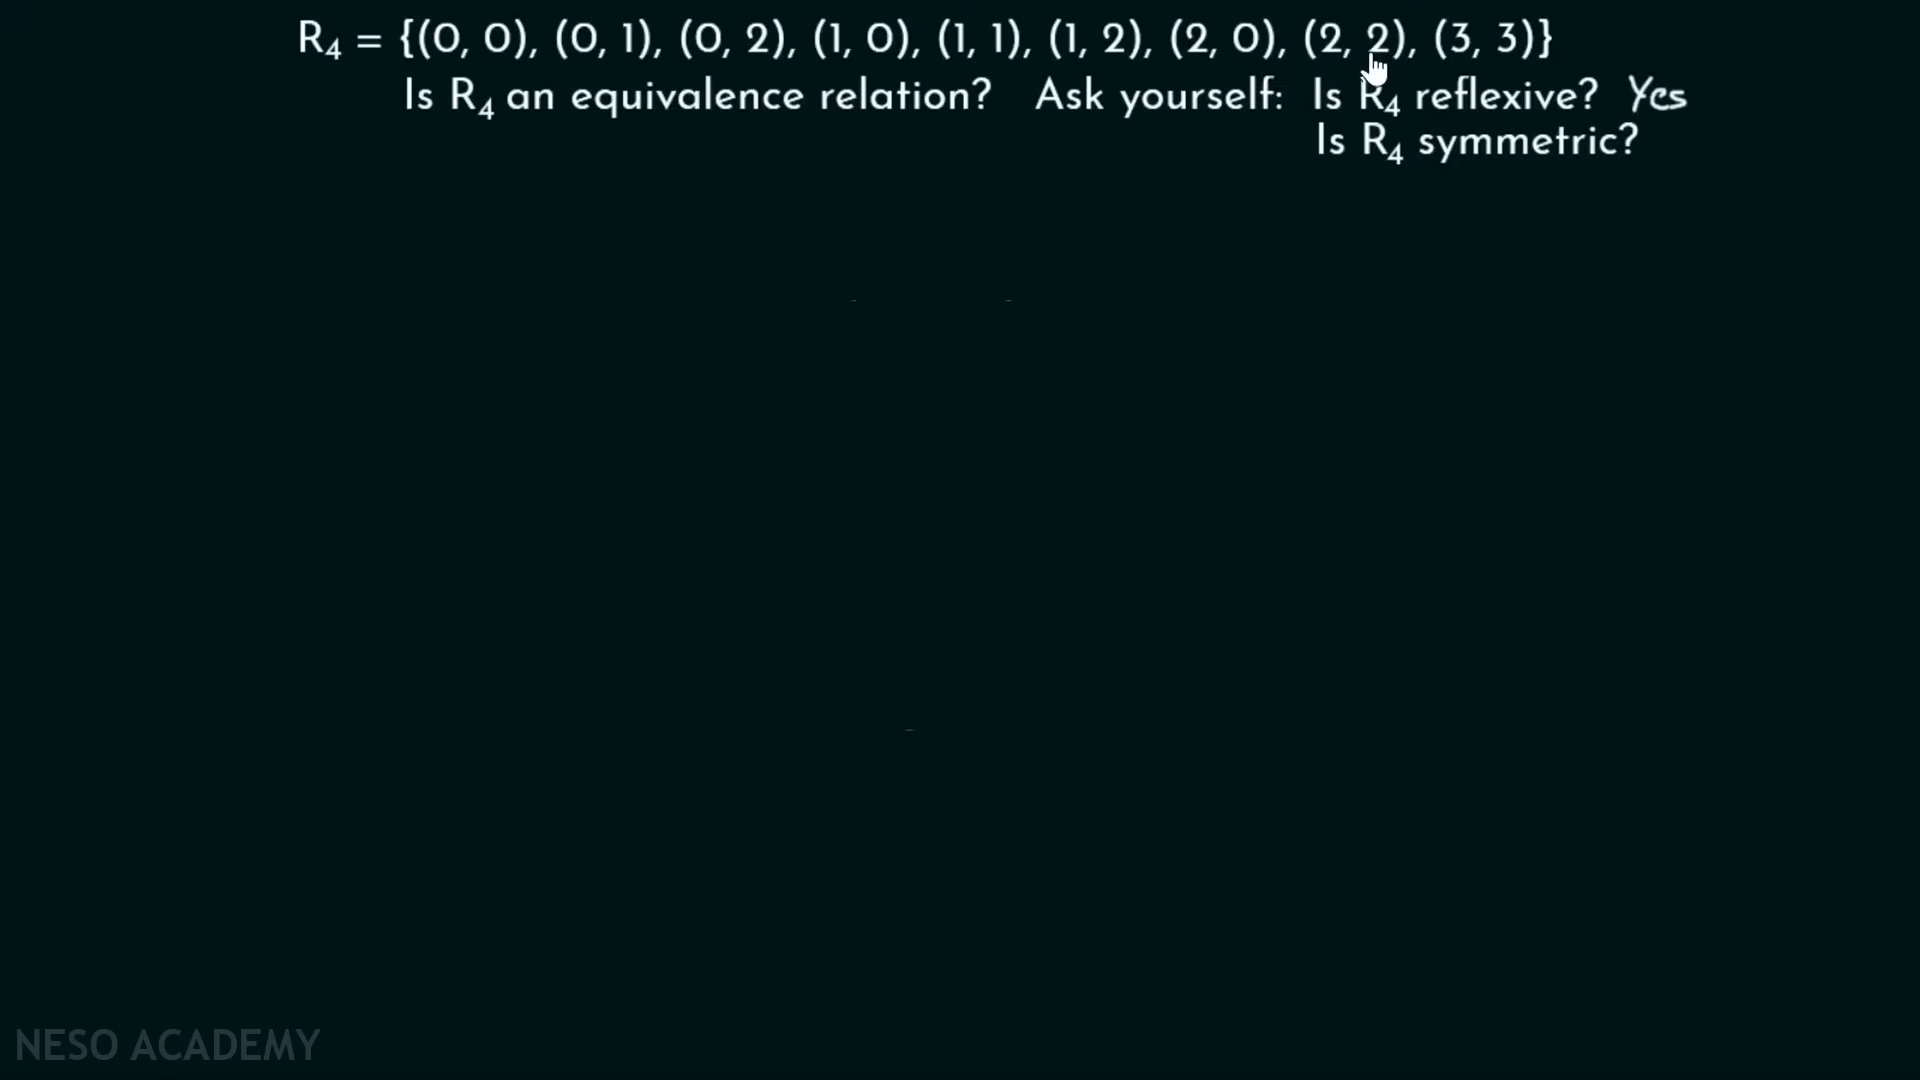 R₄ = {(0, 0), (0, 1), (0, 2), (1, 0), (1, 1), (1, 2), (2, 0), (2, 2), (3, 3)}
Is R₄ an equivalence relation? Ask yourself: Is R₄ reflexive? Yes
Is R₄ symmetric?
NESO ACADEMY